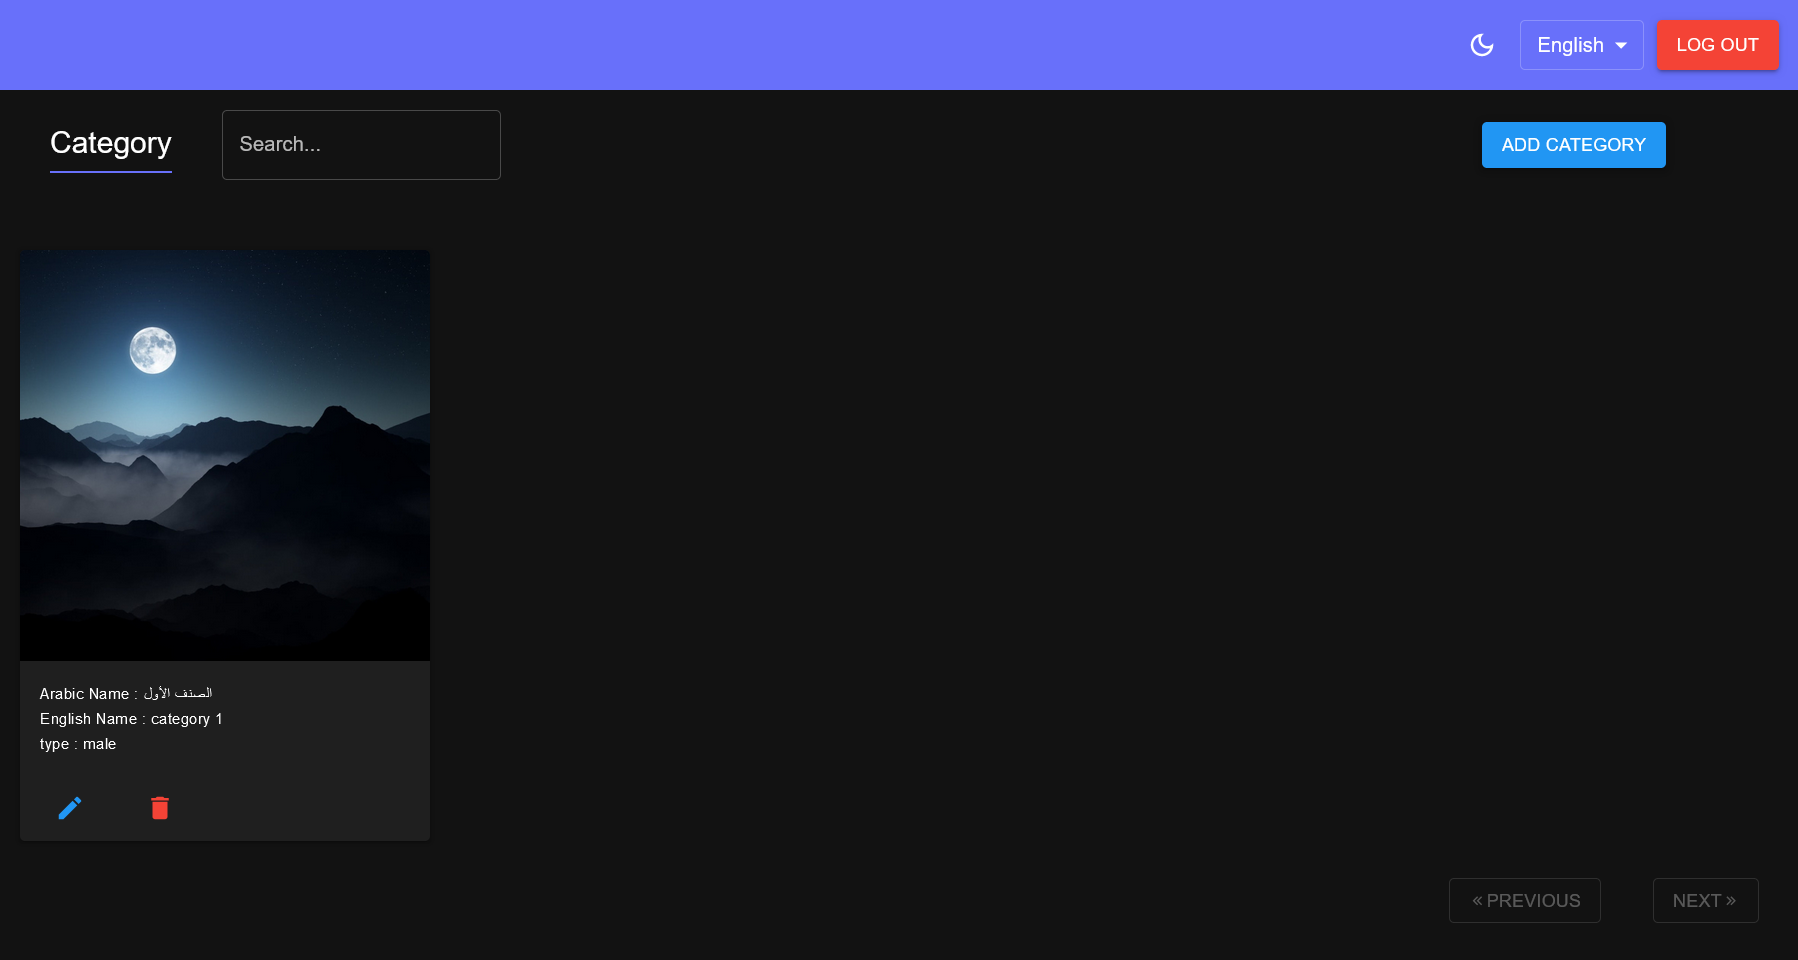 English
LOG OUT
Category
Search...
ADD CATEGORY
Arabic Name : الصنف الأول
English Name : category 1
type : male
« PREVIOUS
NEXT »